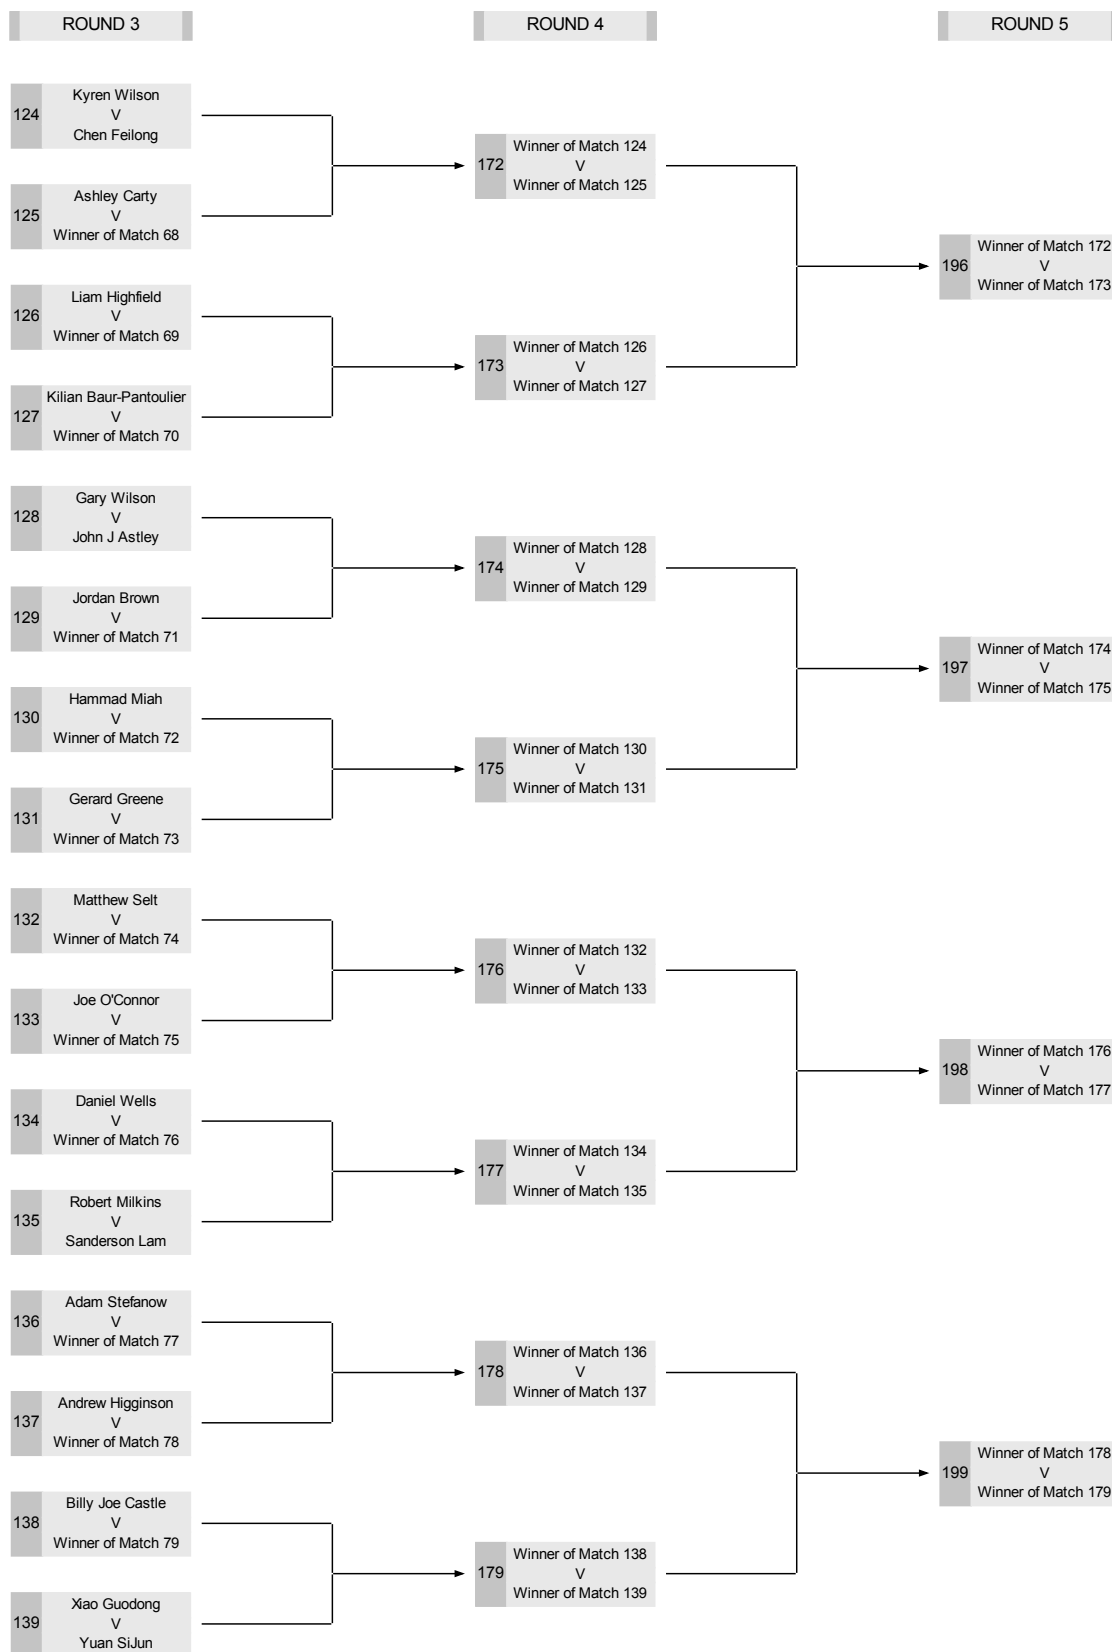 ROUND 3
ROUND 4
ROUND 5
124
Kyren Wilson
V
Chen Feilong
125
Ashley Carty
V
Winner of Match 68
126
Liam Highfield
V
Winner of Match 69
127
Kilian Baur-Pantoulier
V
Winner of Match 70
128
Gary Wilson
V
John J Astley
129
Jordan Brown
V
Winner of Match 71
130
Hammad Miah
V
Winner of Match 72
131
Gerard Greene
V
Winner of Match 73
132
Matthew Selt
V
Winner of Match 74
133
Joe O'Connor
V
Winner of Match 75
134
Daniel Wells
V
Winner of Match 76
135
Robert Milkins
V
Sanderson Lam
136
Adam Stefanow
V
Winner of Match 77
137
Andrew Higginson
V
Winner of Match 78
138
Billy Joe Castle
V
Winner of Match 79
139
Xiao Guodong
V
Yuan SiJun
172
Winner of Match 124
V
Winner of Match 125
173
Winner of Match 126
V
Winner of Match 127
174
Winner of Match 128
V
Winner of Match 129
175
Winner of Match 130
V
Winner of Match 131
176
Winner of Match 132
V
Winner of Match 133
177
Winner of Match 134
V
Winner of Match 135
178
Winner of Match 136
V
Winner of Match 137
179
Winner of Match 138
V
Winner of Match 139
196
Winner of Match 172
V
Winner of Match 173
197
Winner of Match 174
V
Winner of Match 175
198
Winner of Match 176
V
Winner of Match 177
199
Winner of Match 178
V
Winner of Match 179